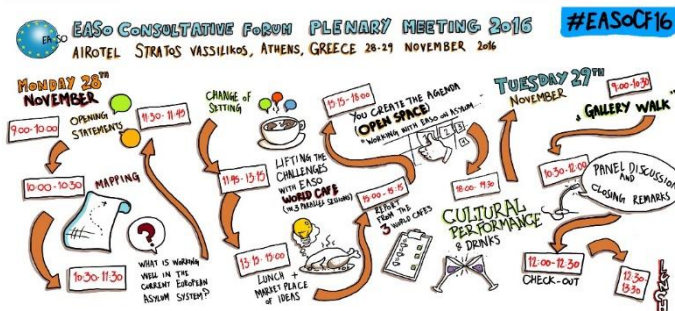 EASO
EASO CONSULTATIVE FORUM PLENARY MEETING 2016
#EASOCF16
AIROTEL STRATOS VASSILIKOS, ATHENS, GREECE 28-29 NOVEMBER 2016
MONDAY 28TH
NOVEMBER
9:00-10:00
OPENING
STATEMENTS
10:00-10:30
MAPPING
10:30-11:30
WHAT IS WORKING
WELL IN THE
CURRENT EUROPEAN
ASYLUM SYSTEM?
11:30-11:45
CHANGE OF
SETTING
11:45-13:15
LIFTING THE
CHALLENGES
WITH EASO
WORLD CAFE
(IN 3 PARALLEL SESSIONS)
13:15-15:00
LUNCH +
MARKET PLACE
OF IDEAS
15:00-15:15
REPORT
FROM THE
3 WORLD CAFES
15:15-18:00
YOU CREATE THE AGENDA
(OPEN SPACE)
"WORKING WITH EASO ON ASYLUM...
1 2 3
18:00-19:30
CULTURAL
PERFORMANCE
& DRINKS
TUESDAY 29TH
NOVEMBER
9:00-10:30
"GALLERY WALK"
10:30-12:00
PANEL DISCUSSION
AND
CLOSING REMARKS
12:00-12:30
CHECK-OUT
12:30
13:30
LUNCH